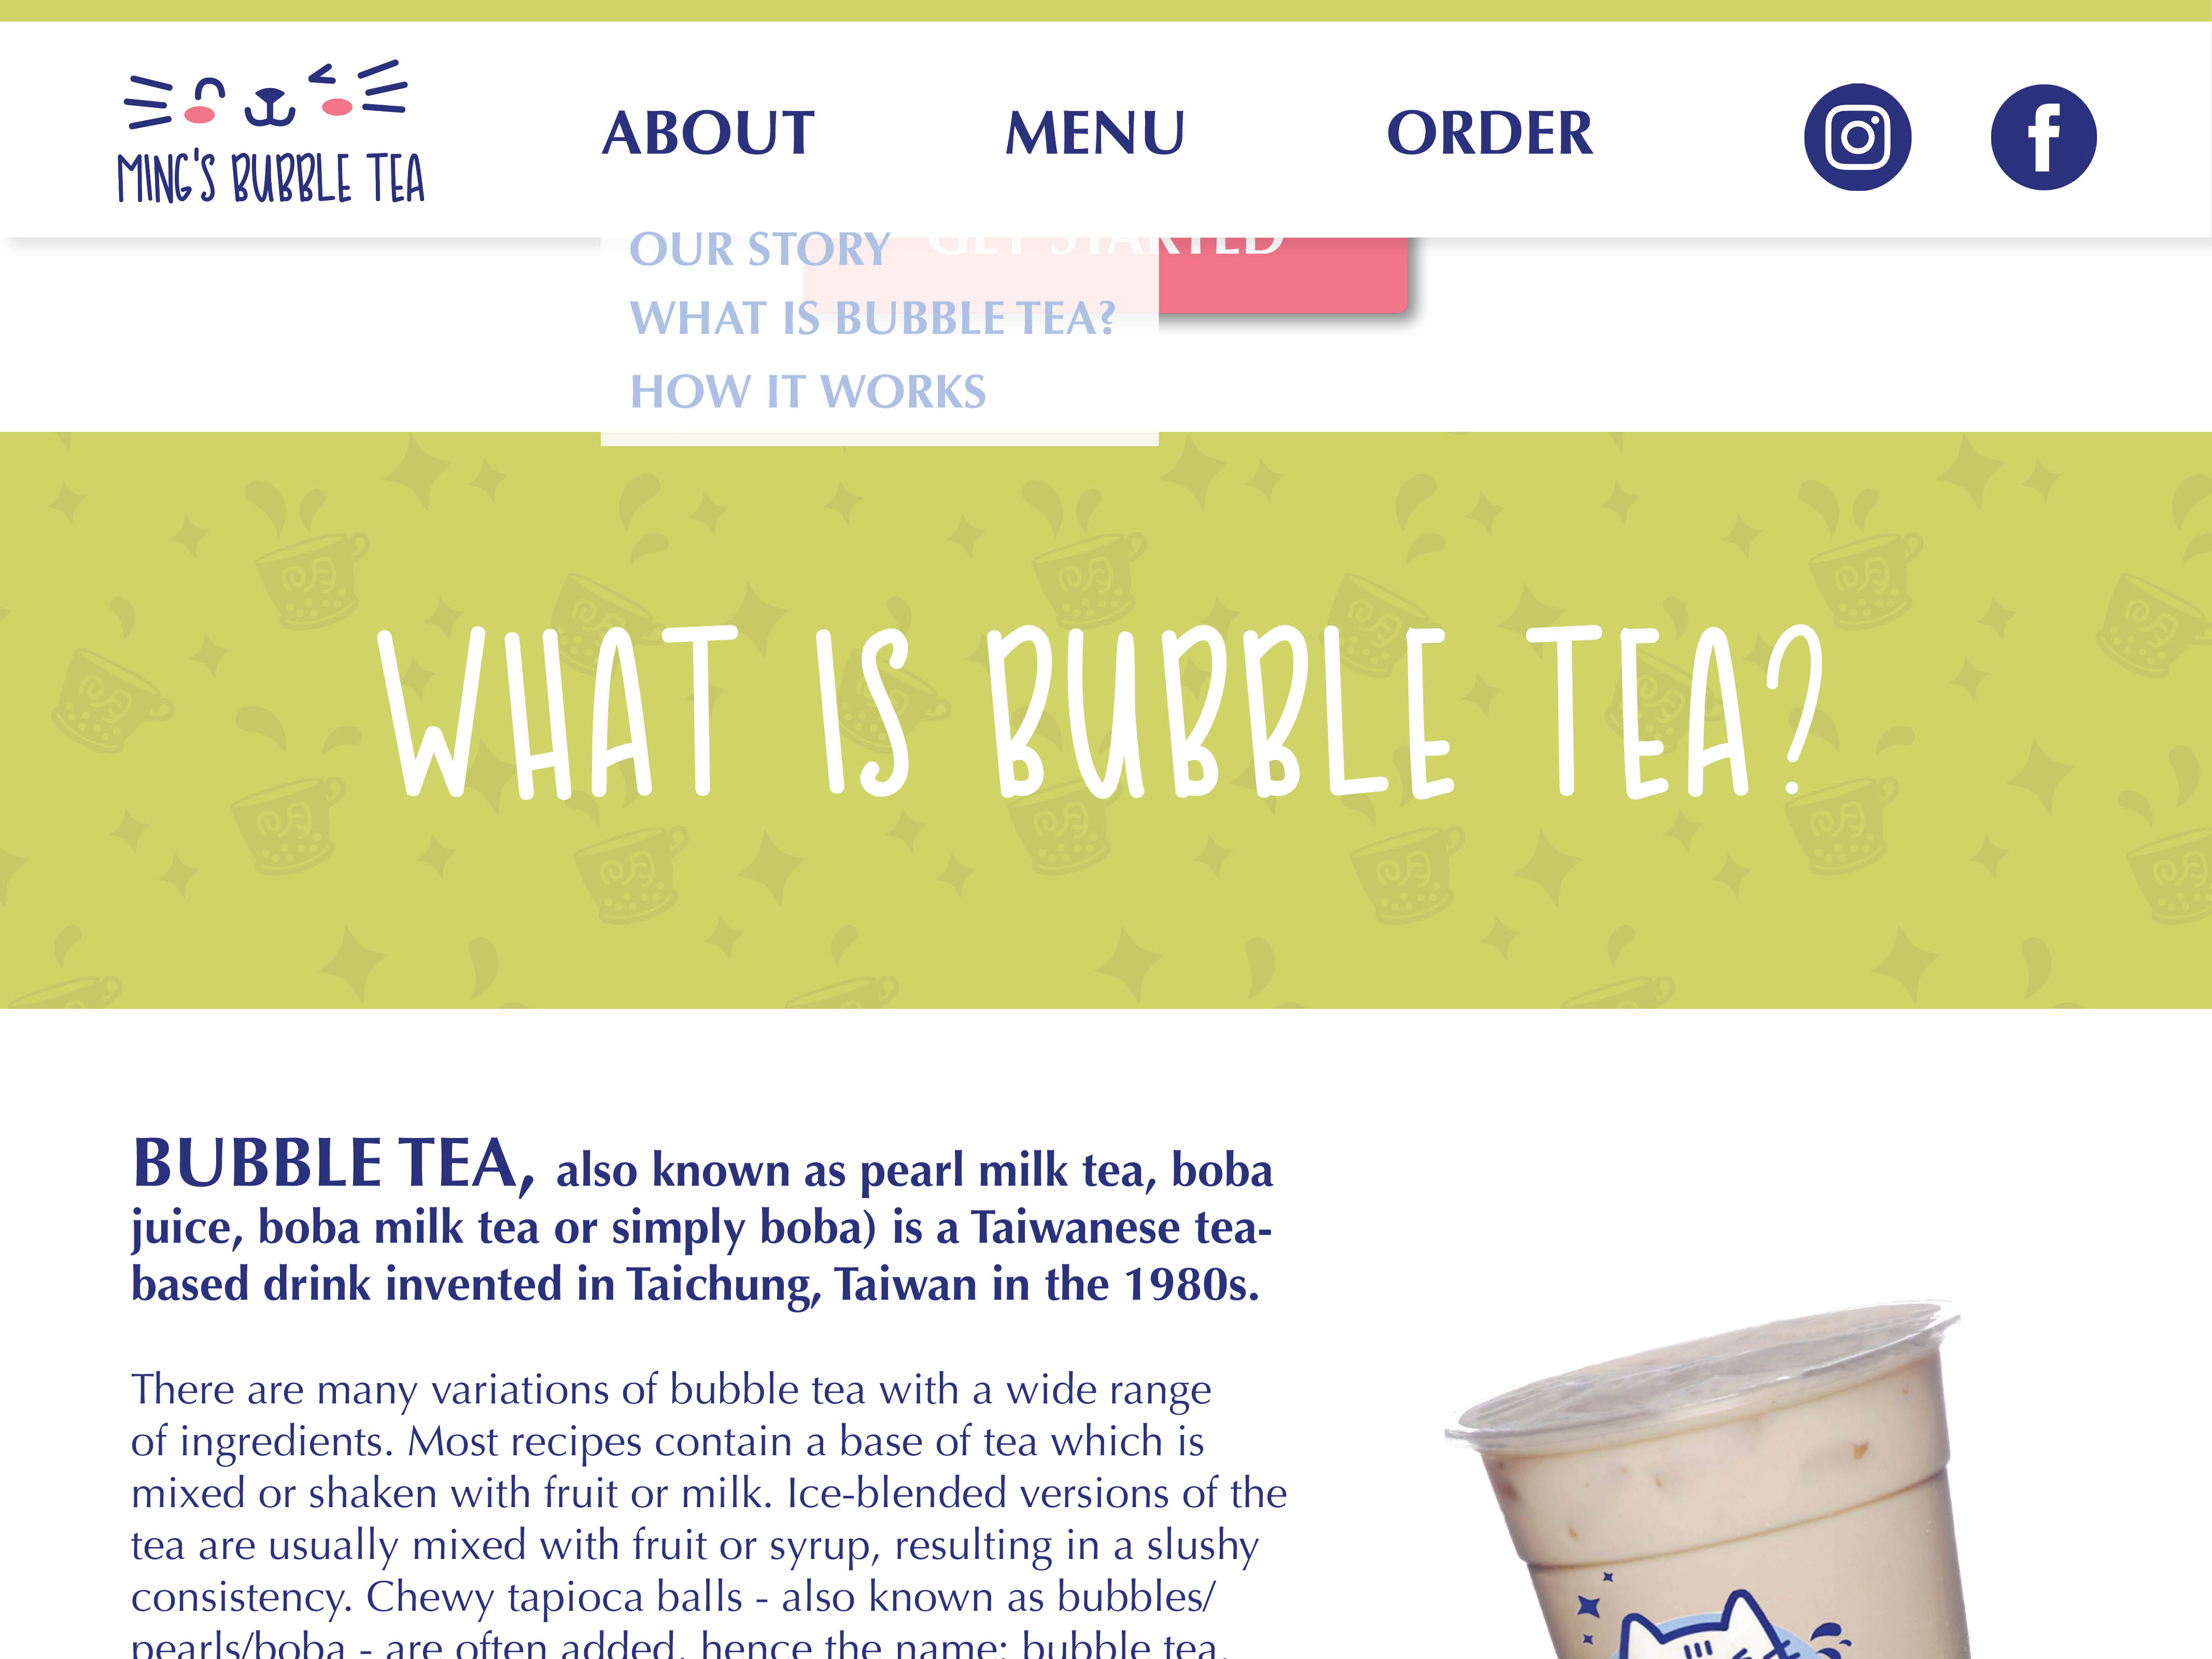 MING'S BUBBLE TEA
ABOUT
MENU
ORDER
OUR STORY
GET STARTED
WHAT IS BUBBLE TEA?
HOW IT WORKS
WHAT IS BUBBLE TEA?
BUBBLE TEA, also known as pearl milk tea, boba
juice, boba milk tea or simply boba) is a Taiwanese tea-
based drink invented in Taichung, Taiwan in the 1980s.
There are many variations of bubble tea with a wide range
of ingredients. Most recipes contain a base of tea which is
mixed or shaken with fruit or milk. Ice-blended versions of the
tea are usually mixed with fruit or syrup, resulting in a slushy
consistency. Chewy tapioca balls - also known as bubbles/
pearls/boba - are often added, hence the name: bubble tea.